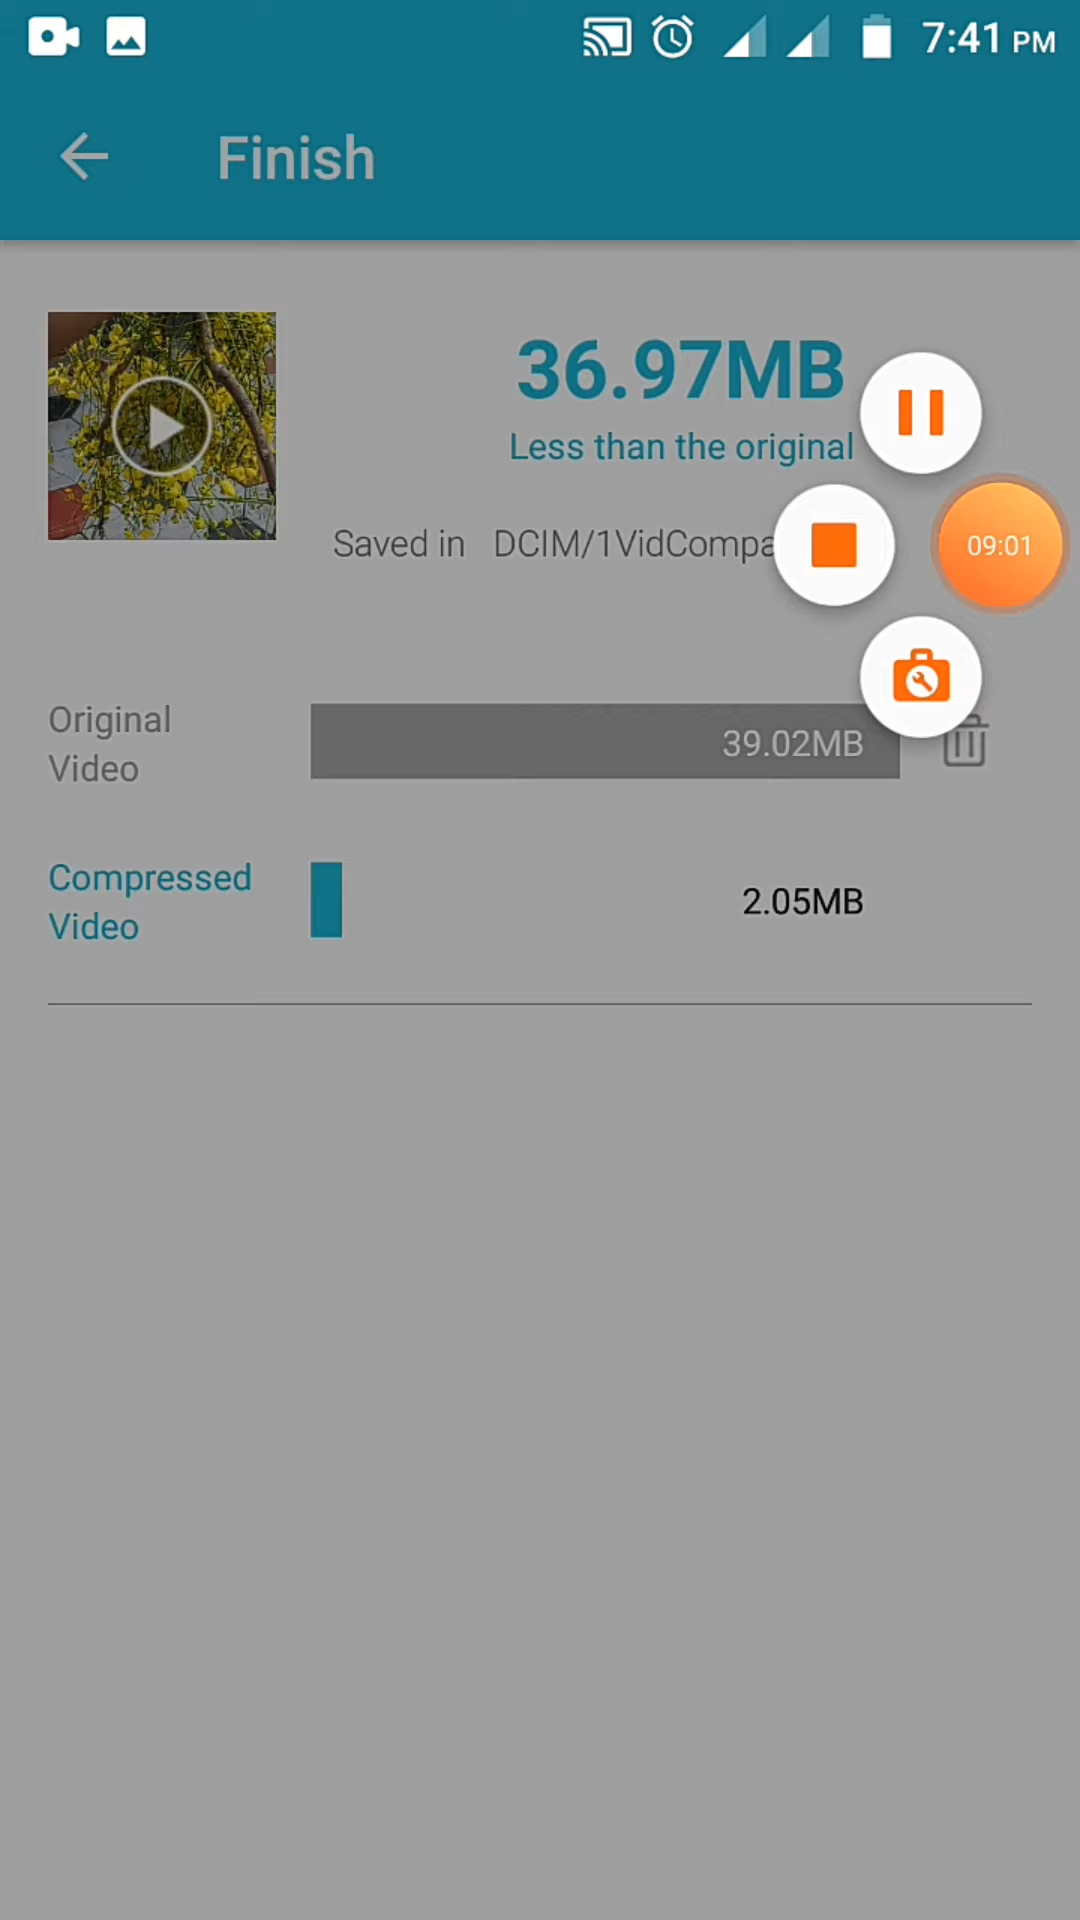 7:41 PM
Finish
36.97MB
Less than the original
Saved in DCIM/1VidCompa
09:01
Original
Video
39.02MB
Compressed
Video
2.05MB